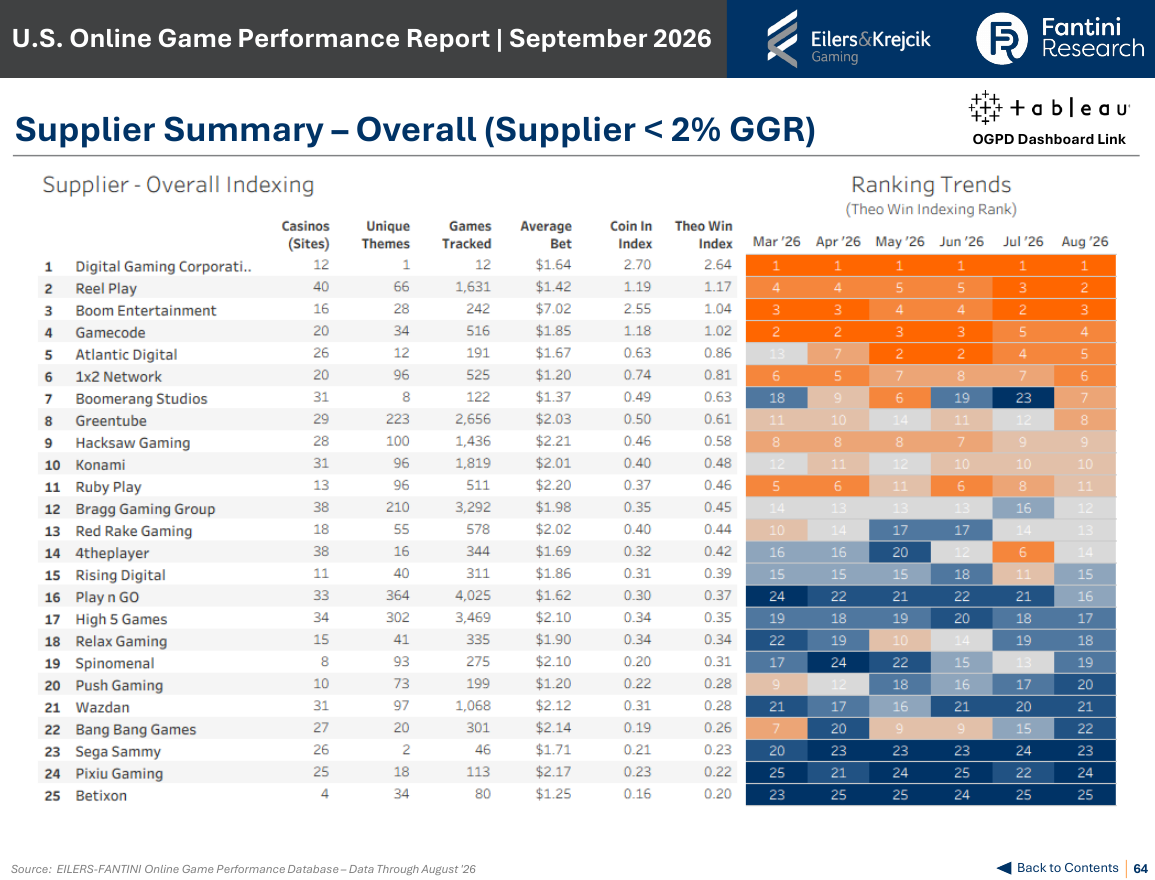 U.S. Online Game Performance Report | September 2026
Eilers&Krejcik
Gaming
Fantini
Research
Supplier Summary – Overall (Supplier < 2% GGR)
+ a b l e a u
OGPD Dashboard Link
Supplier - Overall Indexing
Ranking Trends
(Theo Win Indexing Rank)
Casinos (Sites) Unique Themes Games Tracked Average Bet Coin In Index Theo Win Index Mar '26 Apr '26 May '26 Jun '26 Jul '26 Aug '26
1 Digital Gaming Corporati.. 12 1 12 $1.64 2.70 2.64 1 1 1 1 1 1
2 Reel Play 40 66 1,631 $1.42 1.19 1.17 4 4 5 5 3 2
3 Boom Entertainment 16 28 242 $7.02 2.55 1.04 3 3 4 4 2 3
4 Gamecode 20 34 516 $1.85 1.18 1.02 2 2 3 3 5 4
5 Atlantic Digital 26 12 191 $1.67 0.63 0.86 13 7 2 2 4 5
6 1x2 Network 20 96 525 $1.20 0.74 0.81 6 5 7 8 7 6
7 Boomerang Studios 31 8 122 $1.37 0.49 0.63 18 9 6 19 23 7
8 Greentube 29 223 2,656 $2.03 0.50 0.61 11 10 14 11 12 8
9 Hacksaw Gaming 28 100 1,436 $2.21 0.46 0.58 8 8 8 7 9 9
10 Konami 31 96 1,819 $2.01 0.40 0.48 12 11 12 10 10 10
11 Ruby Play 13 96 511 $2.20 0.37 0.46 5 6 11 6 8 11
12 Bragg Gaming Group 38 210 3,292 $1.98 0.35 0.45 14 13 13 13 16 12
13 Red Rake Gaming 18 55 578 $2.02 0.40 0.44 10 14 17 17 14 13
14 4theplayer 38 16 344 $1.69 0.32 0.42 16 16 20 12 6 14
15 Rising Digital 11 40 311 $1.86 0.31 0.39 15 15 15 18 11 15
16 Play n GO 33 364 4,025 $1.62 0.30 0.37 24 22 21 22 21 16
17 High 5 Games 34 302 3,469 $2.10 0.34 0.35 19 18 19 20 18 17
18 Relax Gaming 15 41 335 $1.90 0.34 0.34 22 19 10 14 19 18
19 Spinomenal 8 93 275 $2.10 0.20 0.31 17 24 22 15 13 19
20 Push Gaming 10 73 199 $1.20 0.22 0.28 9 12 18 16 17 20
21 Wazdan 31 97 1,068 $2.12 0.31 0.28 21 17 16 21 20 21
22 Bang Bang Games 27 20 301 $2.14 0.19 0.26 7 20 9 9 15 22
23 Sega Sammy 26 2 46 $1.71 0.21 0.23 20 23 23 23 24 23
24 Pixiu Gaming 25 18 113 $2.17 0.23 0.22 25 21 24 25 22 24
25 Betixon 4 34 80 $1.25 0.16 0.20 23 25 25 24 25 25
Source: EILERS-FANTINI Online Game Performance Database – Data Through August '26
Back to Contents | 64